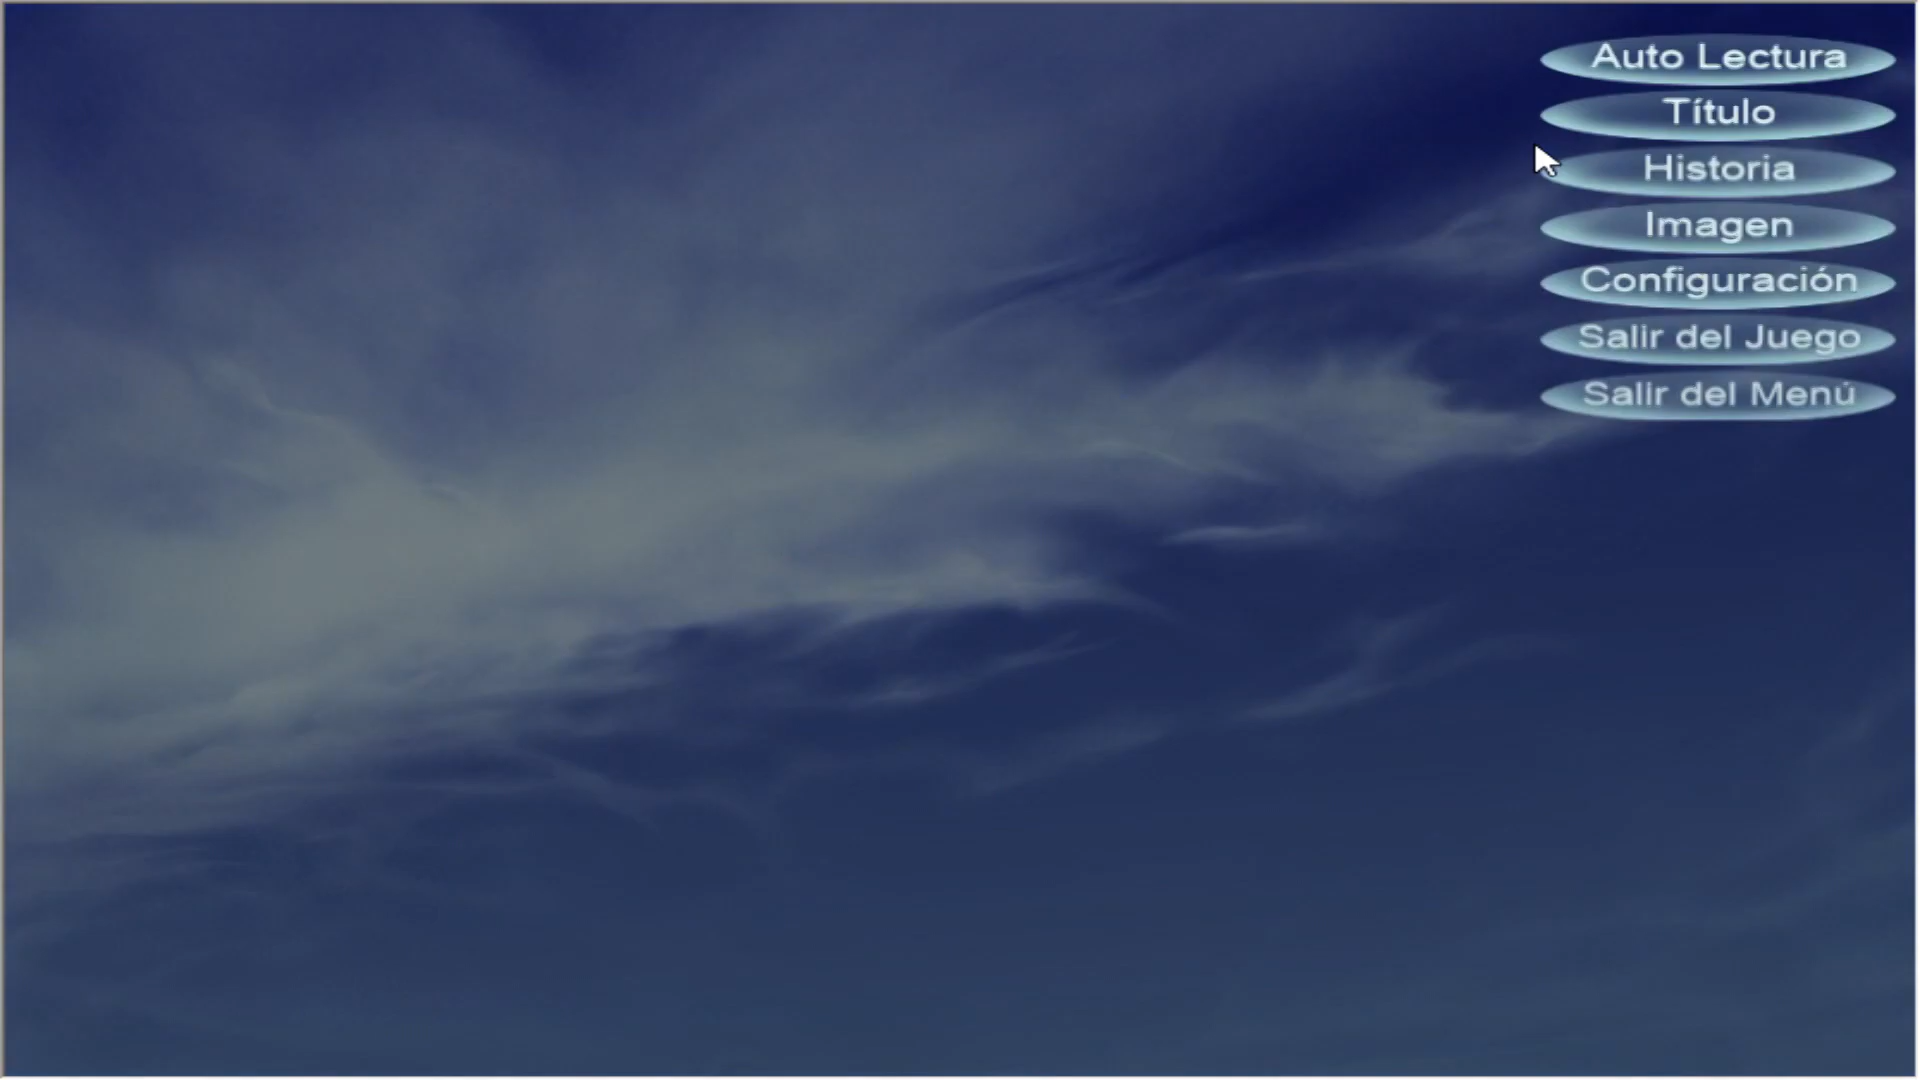 Auto Lectura
Título
Historia
Imagen
Configuración
Salir del Juego
Salir del Menú